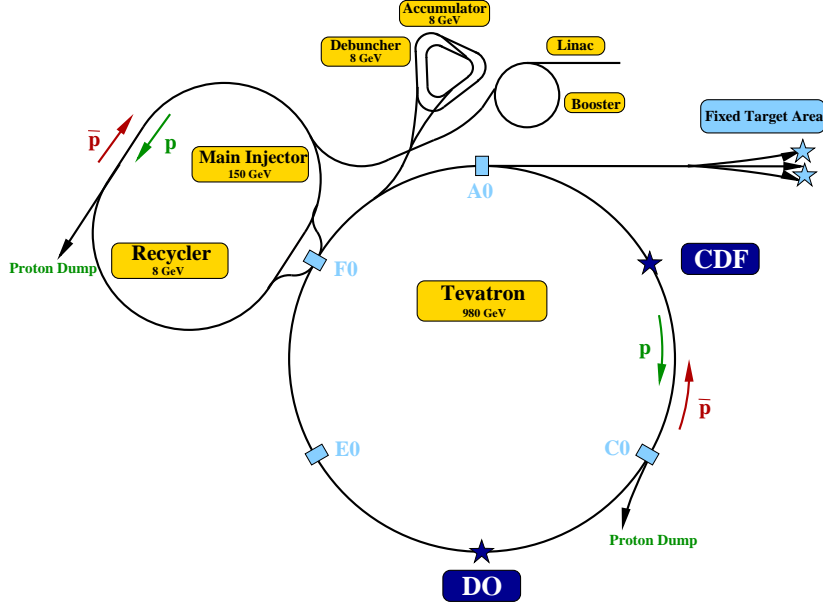 Accumulator
8 GeV
Debuncher
8 GeV
Linac
Booster
Fixed Target Area
p̅
p
Main Injector
150 GeV
A0
Recycler
8 GeV
Proton Dump
F0
CDF
Tevatron
980 GeV
p
p̅
E0
C0
Proton Dump
DO